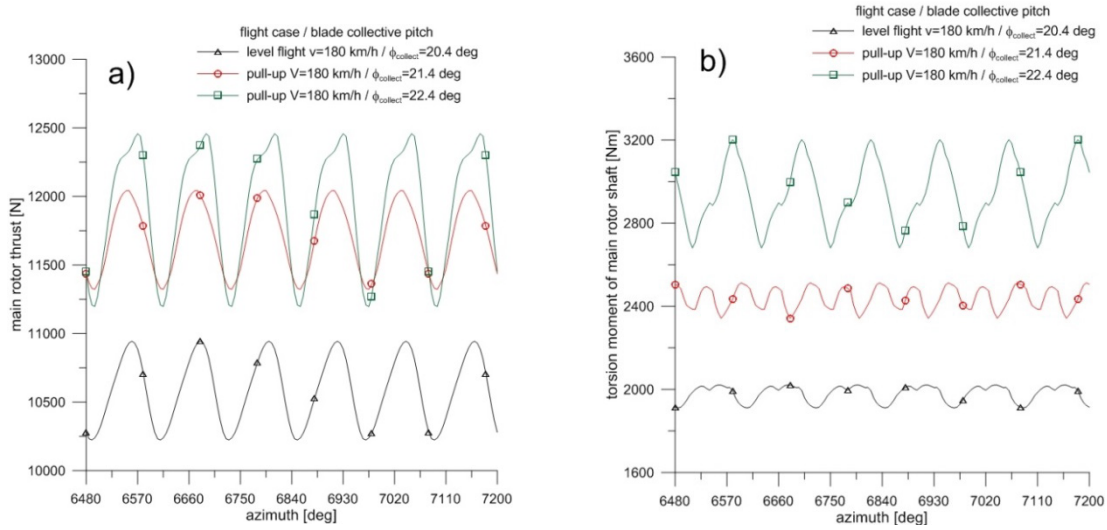 flight case / blade collective pitch
level flight v=180 km/h / ϕcollect=20.4 deg
pull-up V=180 km/h / ϕcollect=21.4 deg
pull-up V=180 km/h / ϕcollect=22.4 deg
a)
main rotor thrust [N]
13000
12500
12000
11500
11000
10500
10000
6480 6570 6660 6750 6840 6930 7020 7110 7200
azimuth [deg]
flight case / blade collective pitch
level flight v=180 km/h / ϕcollect=20.4 deg
pull-up V=180 km/h / ϕcollect=21.4 deg
pull-up V=180 km/h / ϕcollect=22.4 deg
b)
torsion moment of main rotor shaft [Nm]
3600
3200
2800
2400
2000
1600
6480 6570 6660 6750 6840 6930 7020 7110 7200
azimuth [deg]